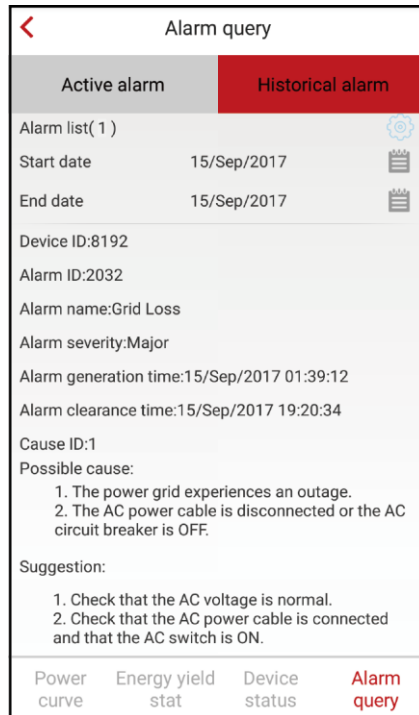 Alarm query
Active alarm Historical alarm
Alarm list( 1 )
Start date 15/Sep/2017
End date 15/Sep/2017
Device ID:8192
Alarm ID:2032
Alarm name:Grid Loss
Alarm severity:Major
Alarm generation time:15/Sep/2017 01:39:12
Alarm clearance time:15/Sep/2017 19:20:34
Cause ID:1
Possible cause:
1. The power grid experiences an outage.
2. The AC power cable is disconnected or the AC
circuit breaker is OFF.
Suggestion:
1. Check that the AC voltage is normal.
2. Check that the AC power cable is connected
and that the AC switch is ON.
Power curve
Energy yield stat
Device status
Alarm query